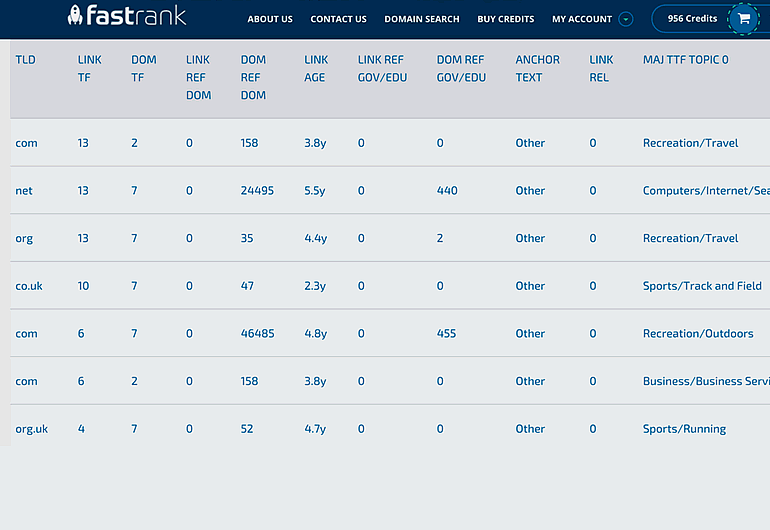 fastrank ABOUT US CONTACT US DOMAIN SEARCH BUY CREDITS MY ACCOUNT 956 Credits
TLD LINK TF DOM TF LINK REF DOM DOM REF DOM LINK AGE LINK REF GOV/EDU DOM REF GOV/EDU ANCHOR TEXT LINK REL MAJ TTF TOPIC 0
com 13 2 0 158 3.8y 0 0 Other 0 Recreation/Travel
net 13 7 0 24495 5.5y 0 440 Other 0 Computers/Internet/Sea
org 13 7 0 35 4.4y 0 2 Other 0 Recreation/Travel
co.uk 10 7 0 47 2.3y 0 0 Other 0 Sports/Track and Field
com 6 7 0 46485 4.8y 0 455 Other 0 Recreation/Outdoors
com 6 2 0 158 3.8y 0 0 Other 0 Business/Business Servi
org.uk 4 7 0 52 4.7y 0 0 Other 0 Sports/Running